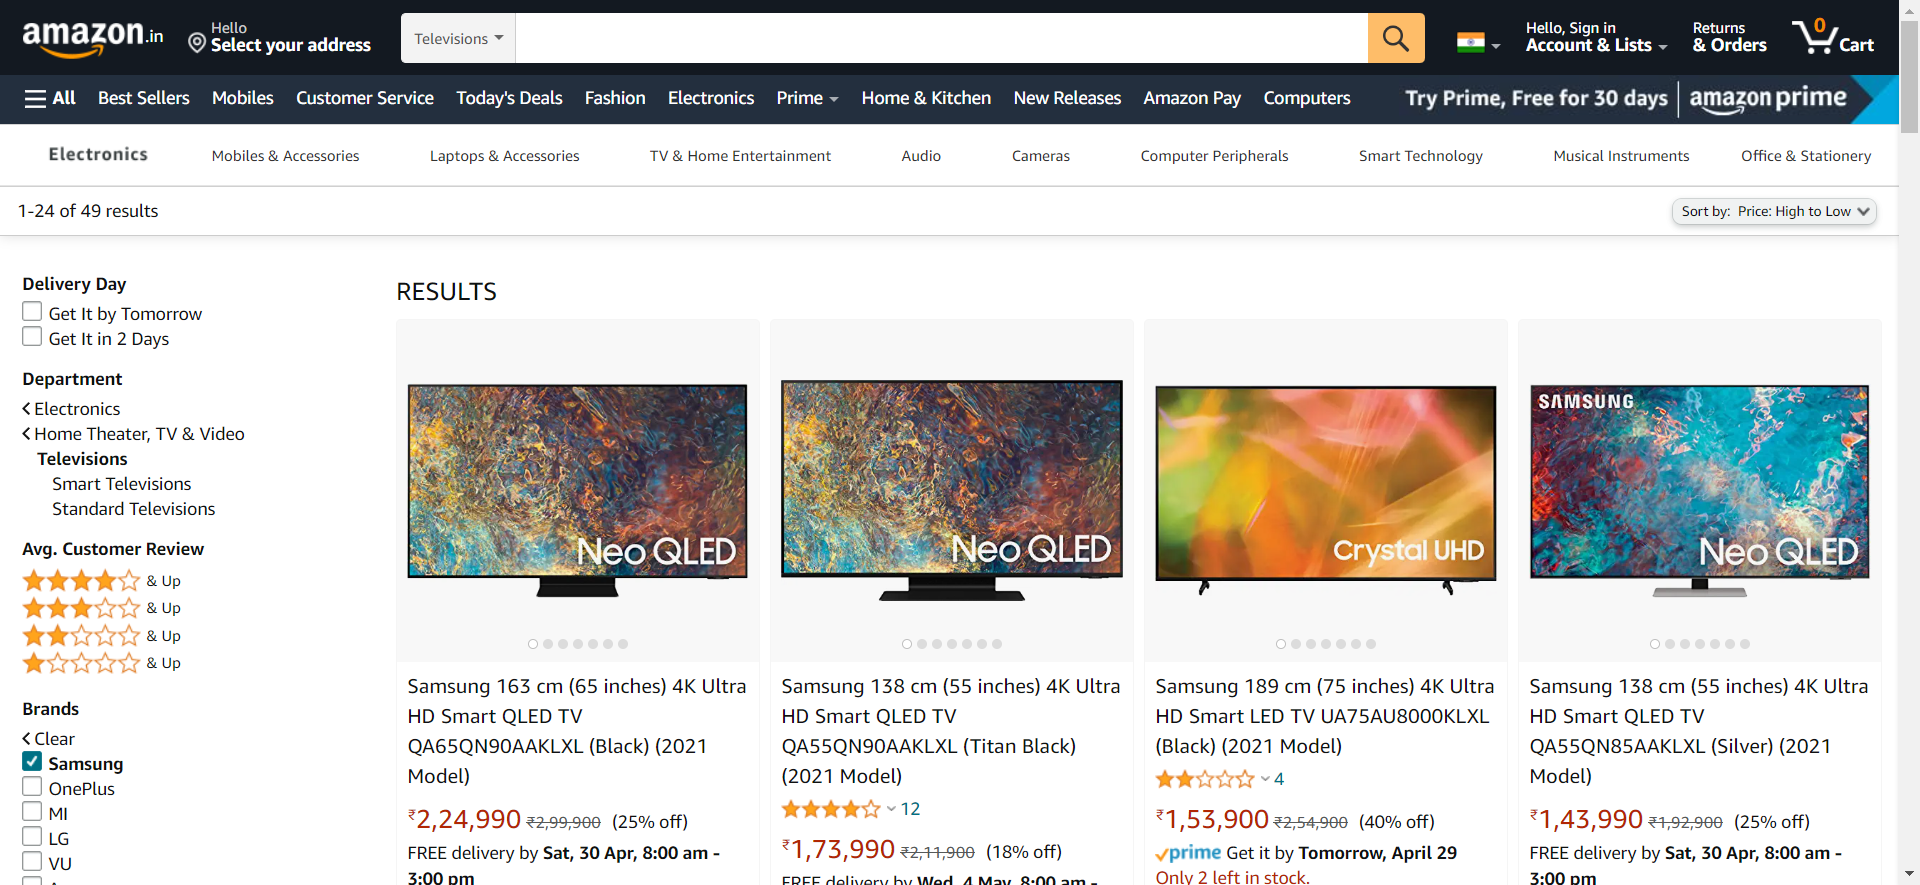 amazon.in
Hello
Select your address
Televisions
Hello, Sign in
Account & Lists
Returns
& Orders
0
Cart
All
Best Sellers
Mobiles
Customer Service
Today's Deals
Fashion
Electronics
Prime
Home & Kitchen
New Releases
Amazon Pay
Computers
Try Prime, Free for 30 days
amazon prime
Electronics
Mobiles & Accessories
Laptops & Accessories
TV & Home Entertainment
Audio
Cameras
Computer Peripherals
Smart Technology
Musical Instruments
Office & Stationery
1-24 of 49 results
Sort by: Price: High to Low
Delivery Day
Get It by Tomorrow
Get It in 2 Days
Department
Electronics
Home Theater, TV & Video
Televisions
Smart Televisions
Standard Televisions
Avg. Customer Review
& Up
& Up
& Up
& Up
Brands
Clear
Samsung
OnePlus
MI
LG
VU
RESULTS
Neo QLED
Samsung 163 cm (65 inches) 4K Ultra
HD Smart QLED TV
QA65QN90AAKLXL (Black) (2021
Model)
₹2,24,990 ₹2,99,900 (25% off)
FREE delivery by Sat, 30 Apr, 8:00 am -
3:00 pm
Neo QLED
Samsung 138 cm (55 inches) 4K Ultra
HD Smart QLED TV
QA55QN90AAKLXL (Titan Black)
(2021 Model)
12
₹1,73,990 ₹2,11,900 (18% off)
FREE delivery by Wed, 4 May, 8:00 am -
Crystal UHD
Samsung 189 cm (75 inches) 4K Ultra
HD Smart LED TV UA75AU8000KLXL
(Black) (2021 Model)
4
₹1,53,900 ₹2,54,900 (40% off)
prime Get it by Tomorrow, April 29
Only 2 left in stock.
SAMSUNG
Neo QLED
Samsung 138 cm (55 inches) 4K Ultra
HD Smart QLED TV
QA55QN85AAKLXL (Silver) (2021
Model)
₹1,43,990 ₹1,92,900 (25% off)
FREE delivery by Sat, 30 Apr, 8:00 am -
3:00 pm